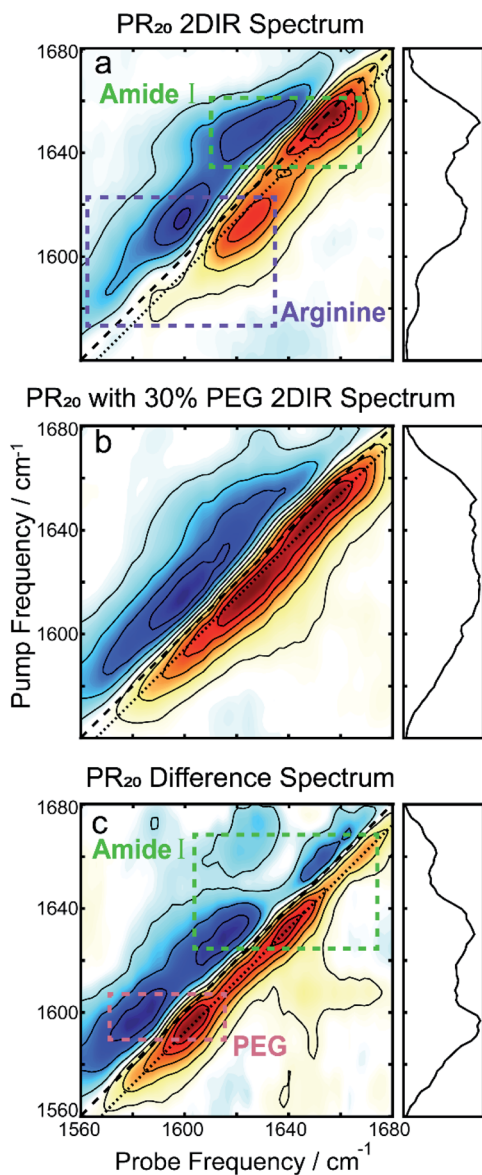 PR₂₀ 2DIR Spectrum
1680
a
Amide I
1640
1600
Arginine
PR₂₀ with 30% PEG 2DIR Spectrum
1680
b
1640
1600
Pump Frequency / cm⁻¹
PR₂₀ Difference Spectrum
1680
c
Amide I
1640
1600
PEG
1560
1560 1600 1640 1680
Probe Frequency / cm⁻¹